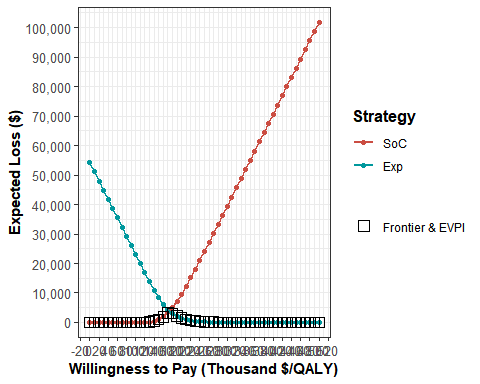 100,000
90,000
80,000
70,000
60,000
50,000
40,000
30,000
20,000
10,000
0
Expected Loss ($)
Willingness to Pay (Thousand $/QALY)
Strategy
SoC
Exp
Frontier & EVPI